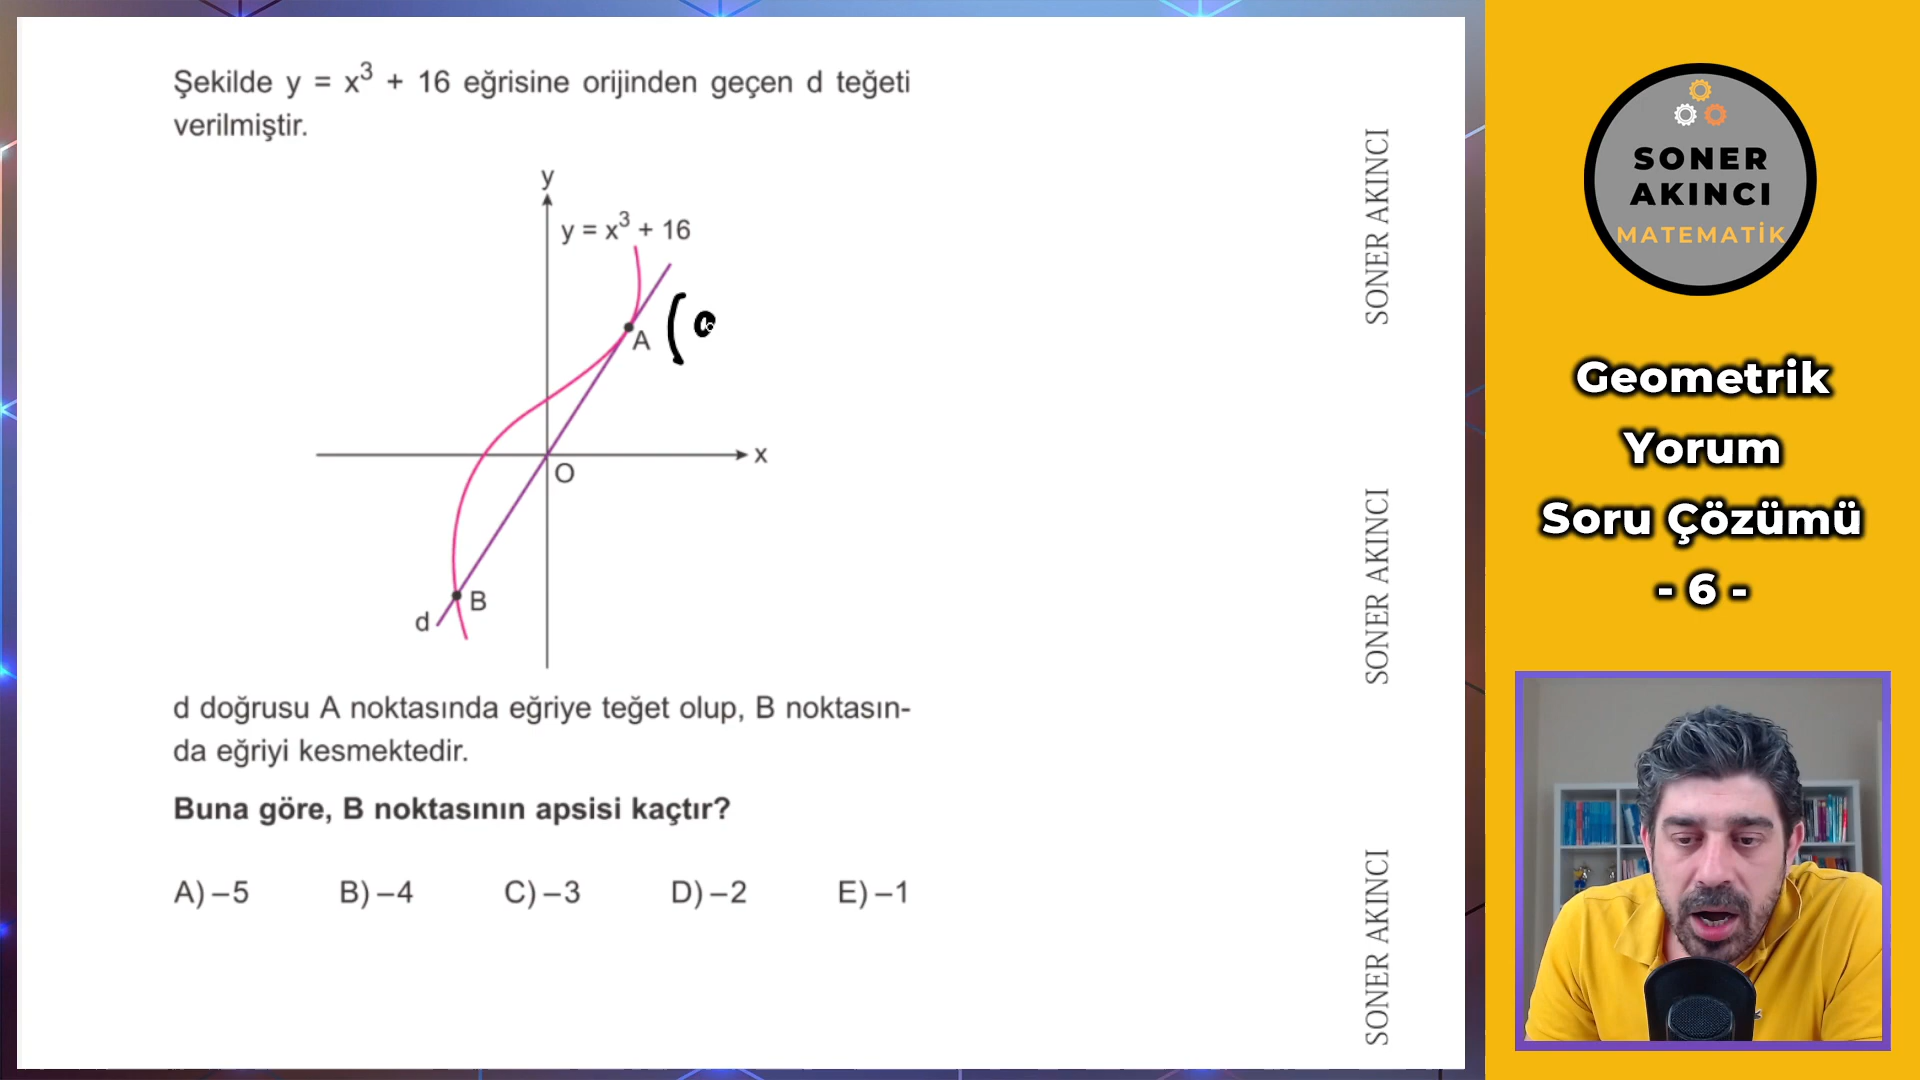 Şekilde y = x³ + 16 eğrisine orijinden geçen d teğeti
verilmiştir.
y
y = x³ + 16
A (a
x
O
B
d
d doğrusu A noktasında eğriye teğet olup, B noktasın-
da eğriyi kesmektedir.
Buna göre, B noktasının apsisi kaçtır?
A) –5 B) –4 C) –3 D) –2 E) –1
SONER AKINCI
SONER AKINCI
SONER AKINCI
SONER
AKINCI
MATEMATİK
Geometrik
Yorum
Soru Çözümü
- 6 -